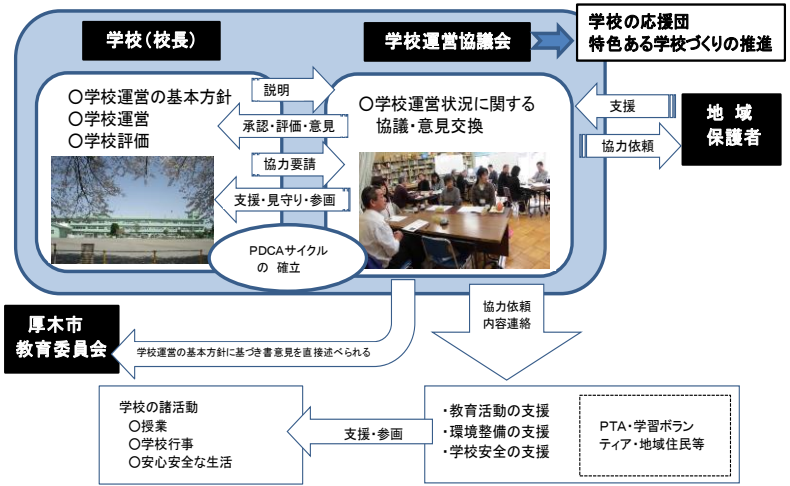 学校(校長)
学校運営協議会
学校の応援団
特色ある学校づくりの推進
〇学校運営の基本方針
〇学校運営
〇学校評価
説明
承認・評価・意見
協力要請
支援・見守り・参画
〇学校運営状況に関する
協議・意見交換
支援
協力依頼
地 域
保護者
PDCAサイクル
の 確立
厚木市
教育委員会
学校運営の基本方針に基づき書意見を直接述べられる
協力依頼
内容連絡
学校の諸活動
〇授業
〇学校行事
〇安心安全な生活
支援・参画
・教育活動の支援
・環境整備の支援
・学校安全の支援
PTA・学習ボラン
ティア・地域住民等